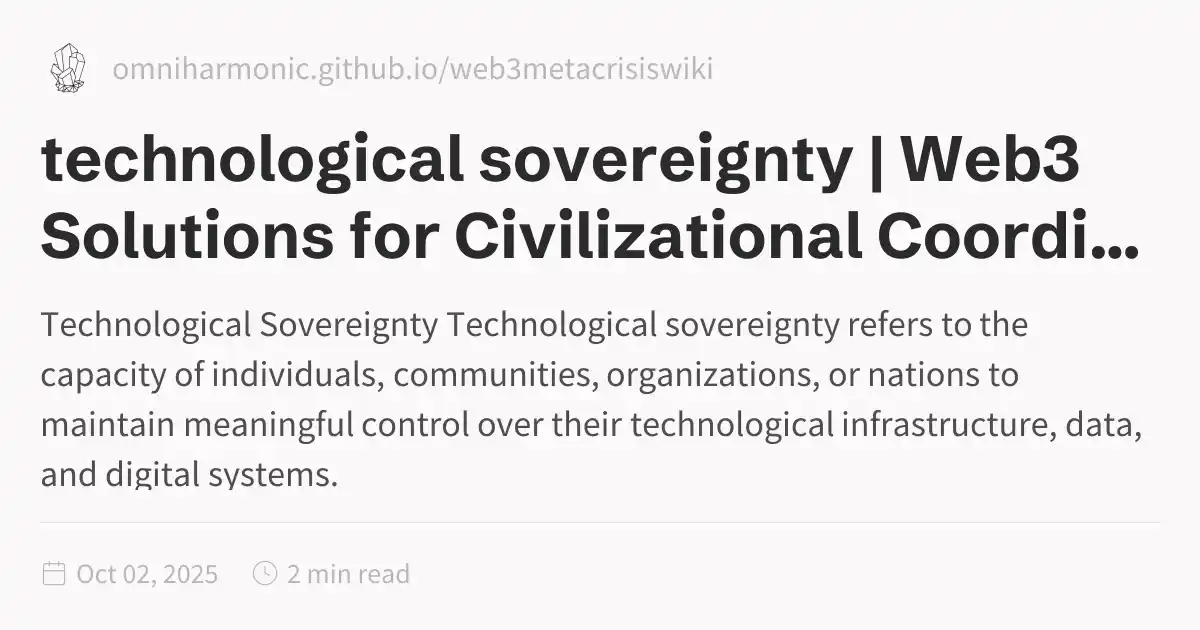 omniharmonic.github.io/web3metacrisiswiki
technological sovereignty | Web3
Solutions for Civilizational Coordi...
Technological Sovereignty Technological sovereignty refers to the
capacity of individuals, communities, organizations, or nations to
maintain meaningful control over their technological infrastructure, data,
and digital systems.
Oct 02, 2025 2 min read